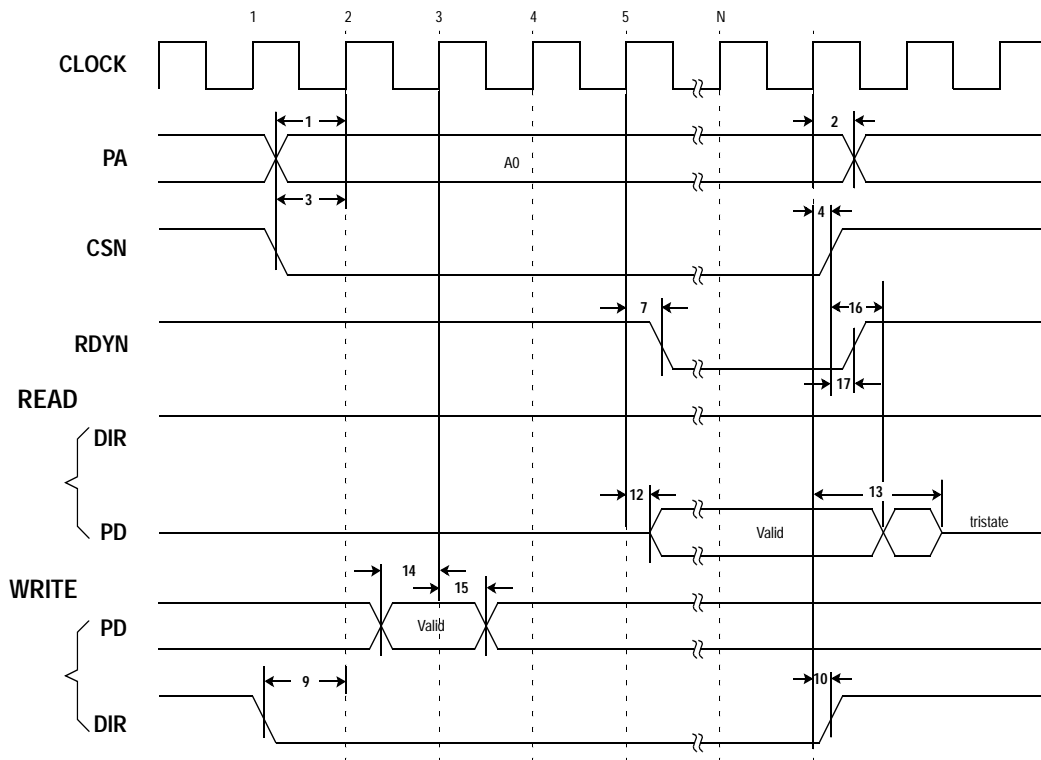 1 2 3 4 5 N
CLOCK
1 2
PA A0
3
4
CSN
7 16
RDYN
17
READ
DIR
12 13
PD Valid tristate
14
WRITE 15
PD Valid
9 10
DIR